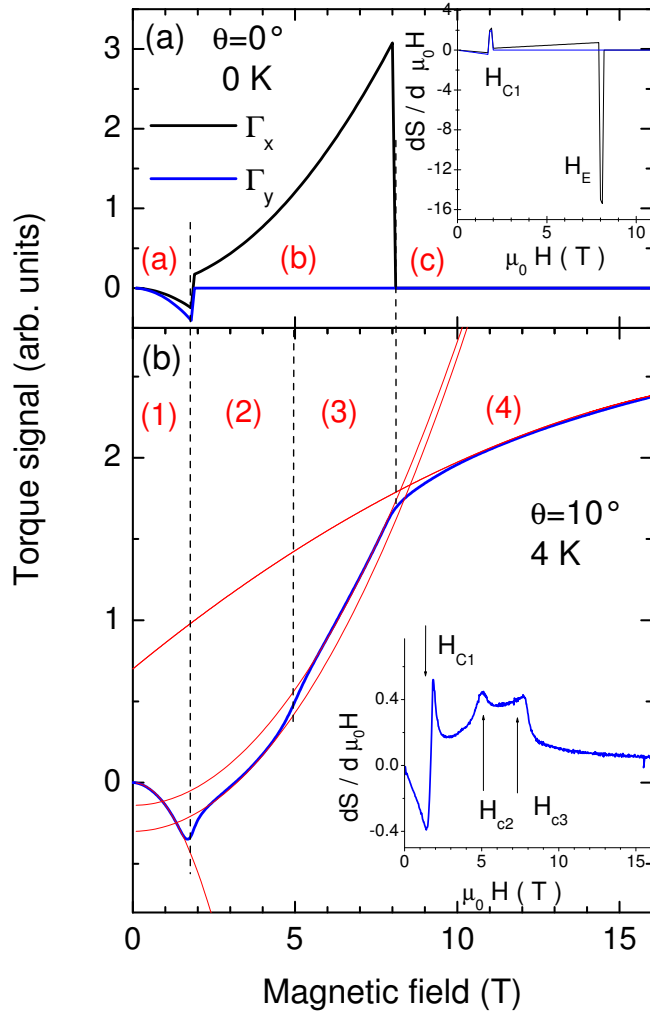 (a)
θ=0°
0 K
Γx
Γy
(a)
(b)
(c)
3
2
1
0
4
0
-4
-8
-12
-16
0
5
10
dS / d μ0H
μ0 H ( T )
HC1
HE
Torque signal (arb. units)
(b)
(1)
(2)
(3)
(4)
θ=10°
4 K
2
1
0
0.4
0.0
-0.4
0
5
10
15
dS / d μ0H
μ0 H ( T )
HC1
Hc2
Hc3
0
5
10
15
Magnetic field (T)